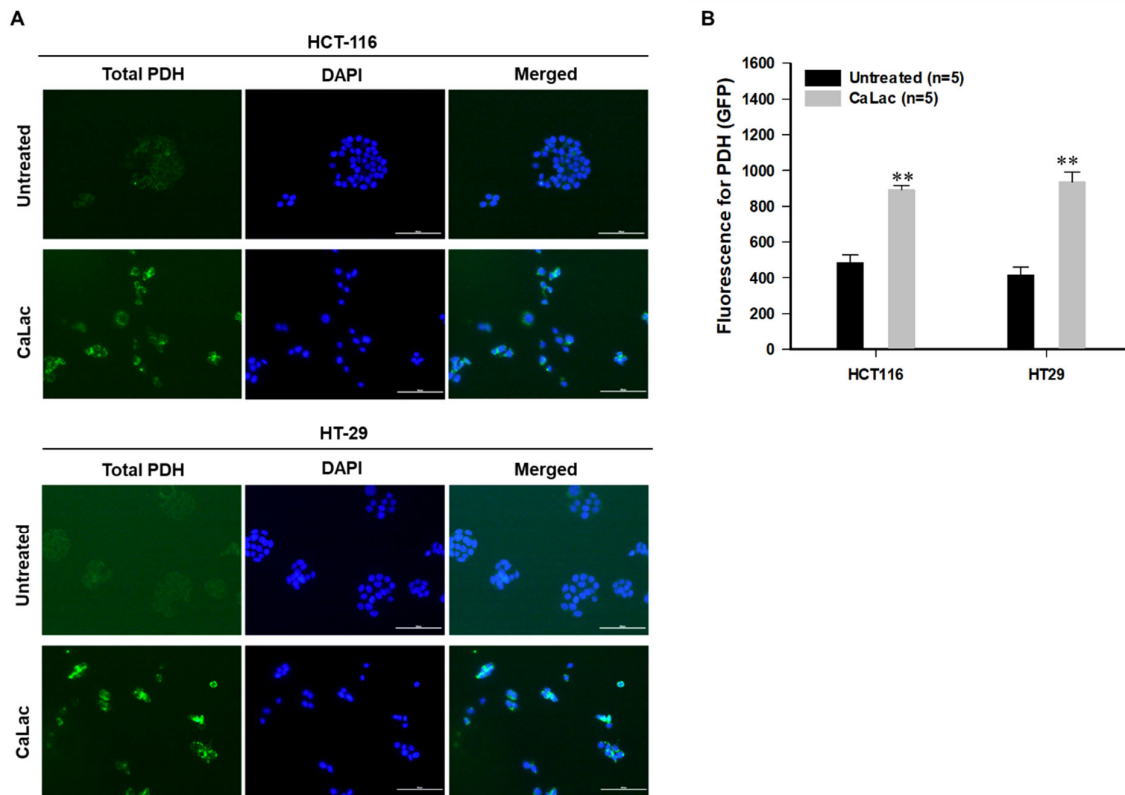 A
HCT-116
Total PDH DAPI Merged
Untreated
CaLac
HT-29
Total PDH DAPI Merged
Untreated
CaLac
B
Fluorescence for PDH (GFP)
1600
1400
1200
1000
800
600
400
200
0
Untreated (n=5)
CaLac (n=5)
**
**
HCT116 HT29